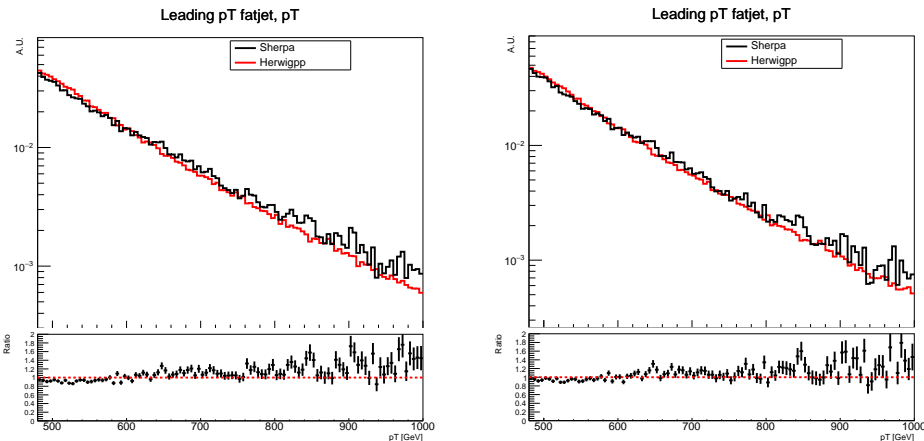 Leading pT fatjet, pT
A.U.
Sherpa
Herwigpp
10⁻²
10⁻³
Ratio
2
1.8
1.6
1.4
1.2
1
0.8
0.6
0.4
0.2
0
500 600 700 800 900 1000
pT [GeV]
Leading pT fatjet, pT
A.U.
Sherpa
Herwigpp
10⁻²
10⁻³
Ratio
2
1.8
1.6
1.4
1.2
1
0.8
0.6
0.4
0.2
0
500 600 700 800 900 1000
pT [GeV]